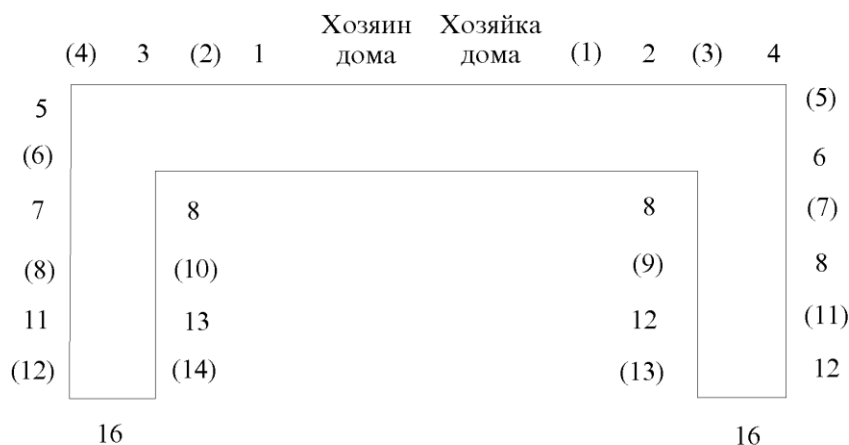 Хозяин Хозяйка
(4) 3 (2) 1 дома дома (1) 2 (3) 4
5 (5)
(6) 6
7 8 8 (7)
(8) (10) (9) 8
11 13 12 (11)
(12) (14) (13) 12
16 16